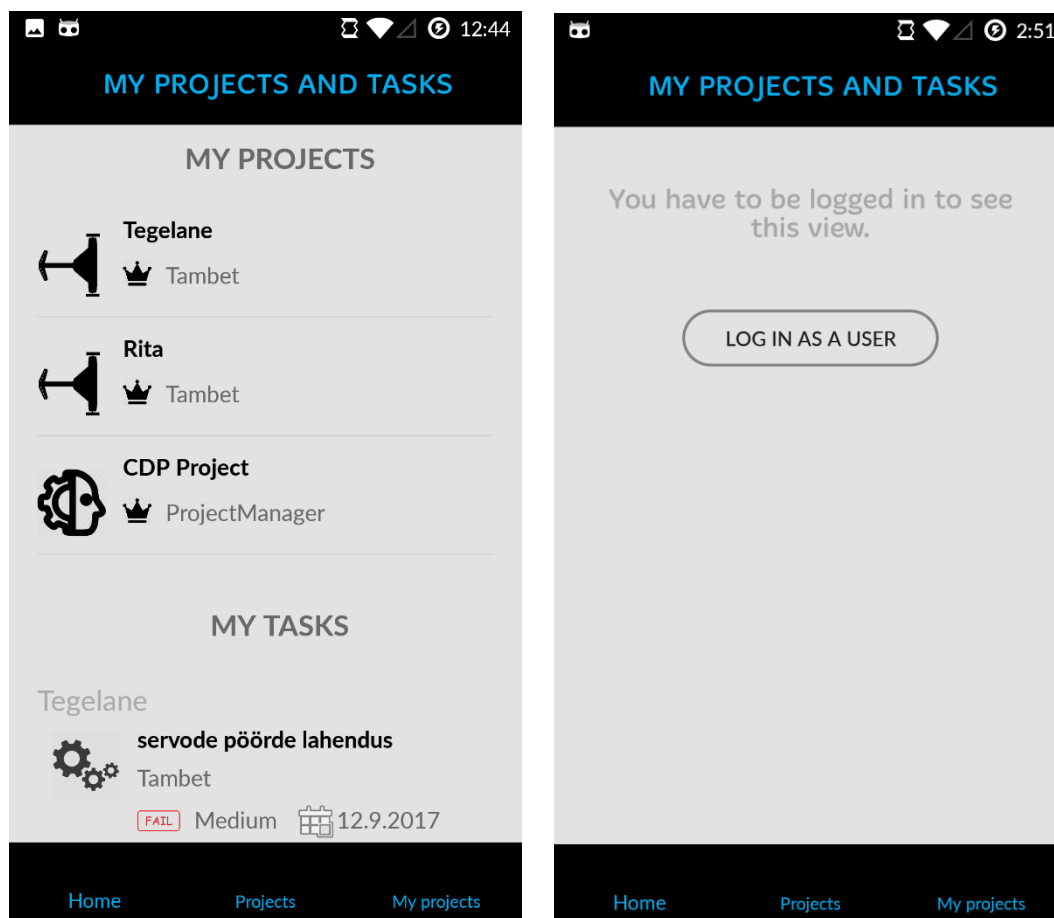 12:44
MY PROJECTS AND TASKS
MY PROJECTS
Tegelane
Tambet
Rita
Tambet
CDP Project
ProjectManager
MY TASKS
Tegelane
servode pöörde lahendus
Tambet
FAIL Medium 12.9.2017
Home Projects My projects
2:51
MY PROJECTS AND TASKS
You have to be logged in to see
this view.
LOG IN AS A USER
Home Projects My projects